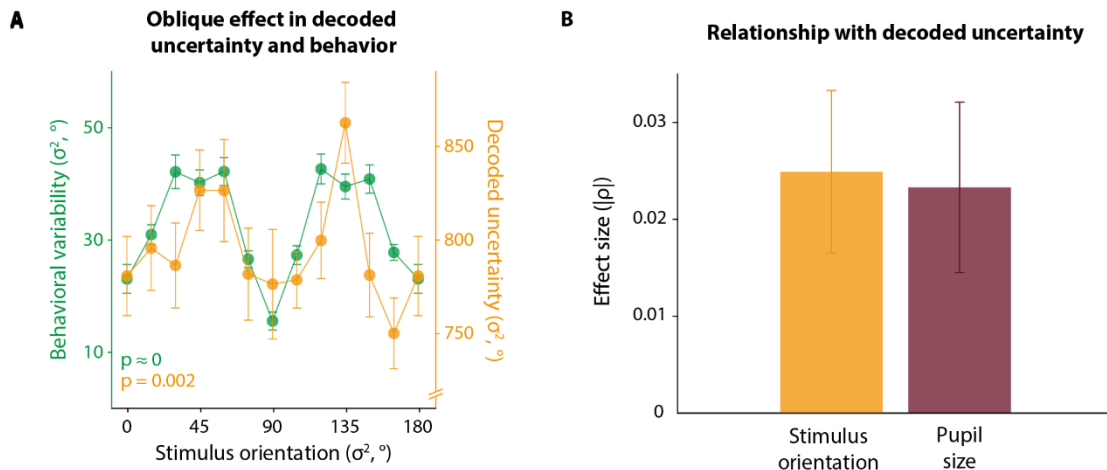 A
Oblique effect in decoded
uncertainty and behavior
Behavioral variability (σ², °)
50
30
10
p ≈ 0
p = 0.002
0
45
90
135
180
Stimulus orientation (σ², °)
850
800
750
Decoded uncertainty (σ², °)
B
Relationship with decoded uncertainty
Effect size (|ρ|)
0.03
0.02
0.01
0
Stimulus
orientation
Pupil
size